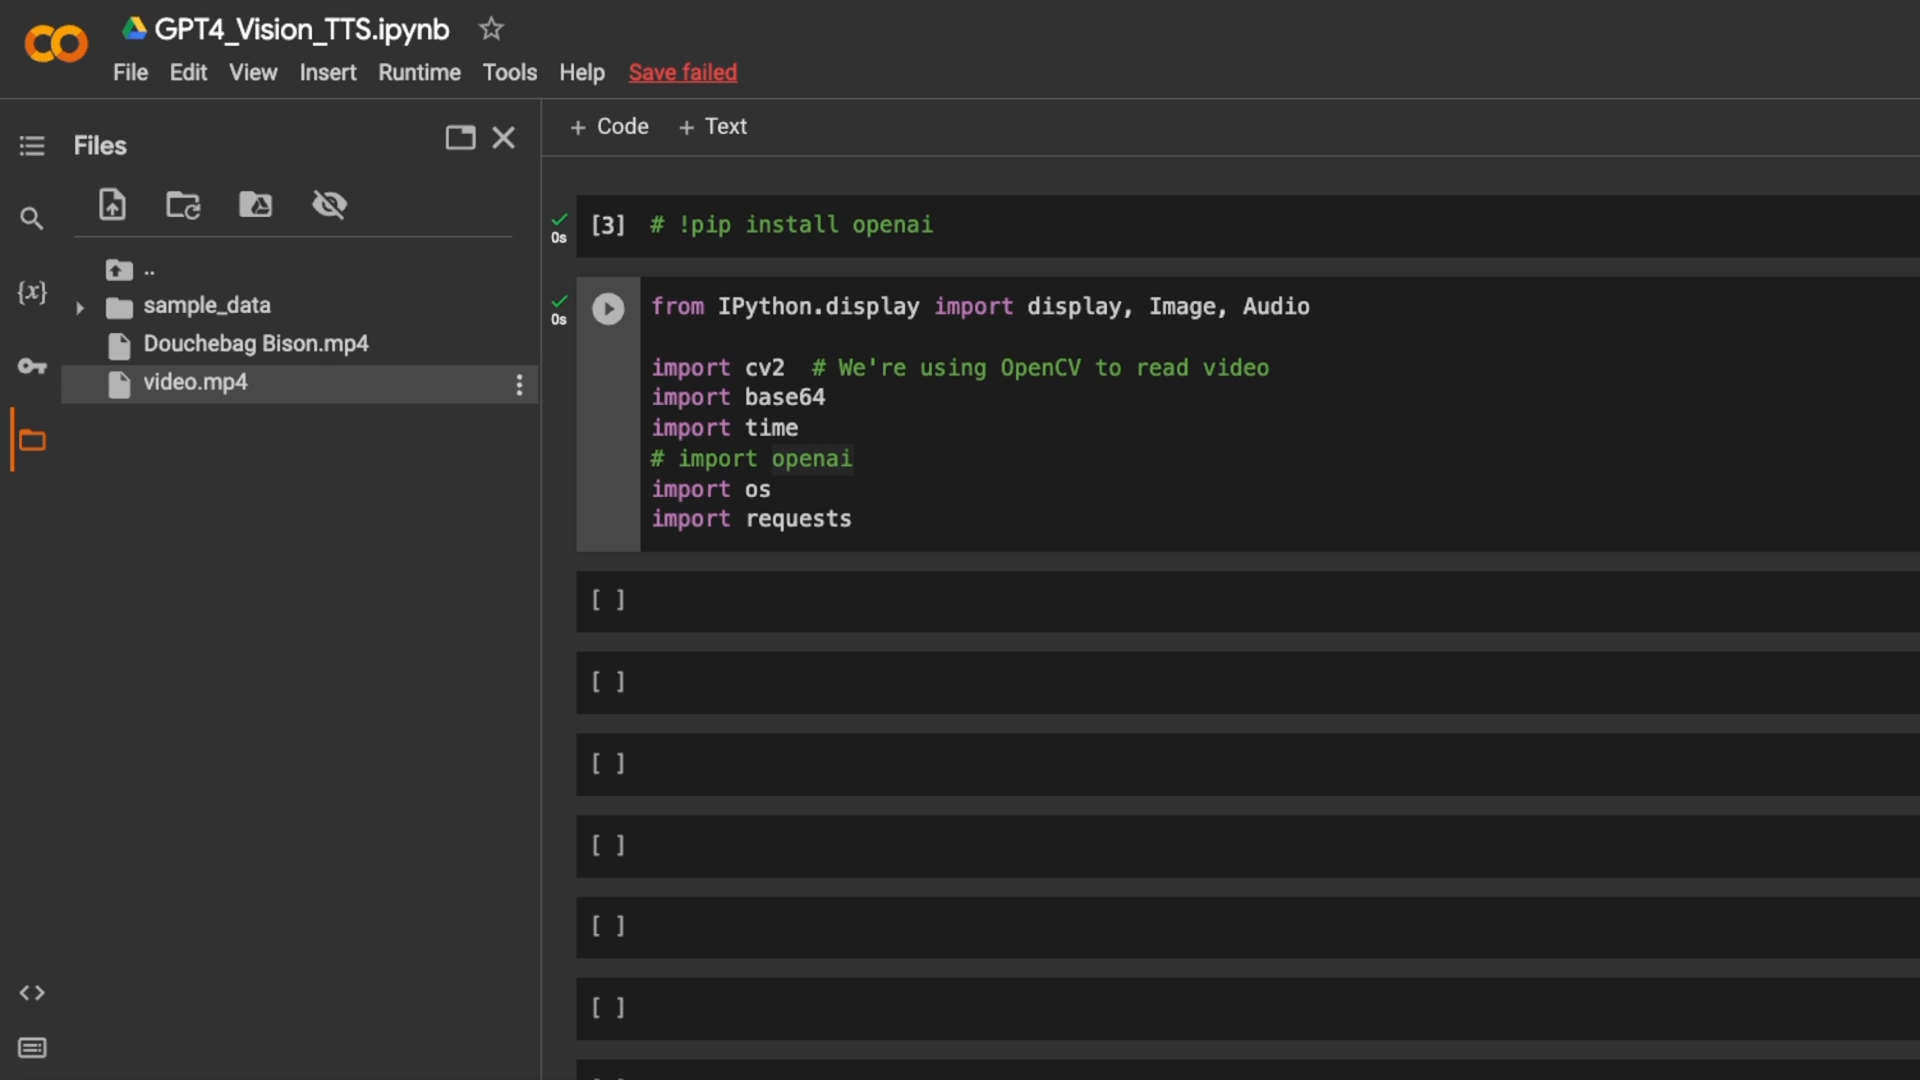 GPT4_Vision_TTS.ipynb
File Edit View Insert Runtime Tools Help Save failed
Files
+ Code + Text
..
sample_data
Douchebag Bison.mp4
video.mp4
{x}
0s
[3] # !pip install openai
0s
from IPython.display import display, Image, Audio
import cv2  # We're using OpenCV to read video
import base64
import time
# import openai
import os
import requests
[ ]
[ ]
[ ]
[ ]
[ ]
[ ]